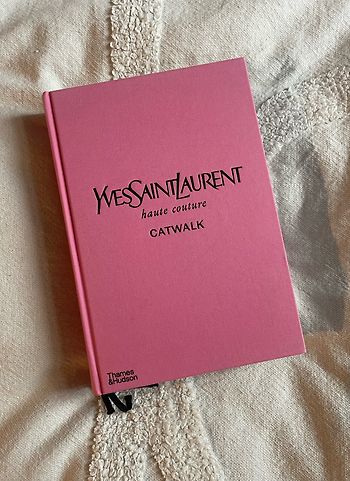 YVESSAINTLAURENT
haute couture
CATWALK
Thames
&Hudson